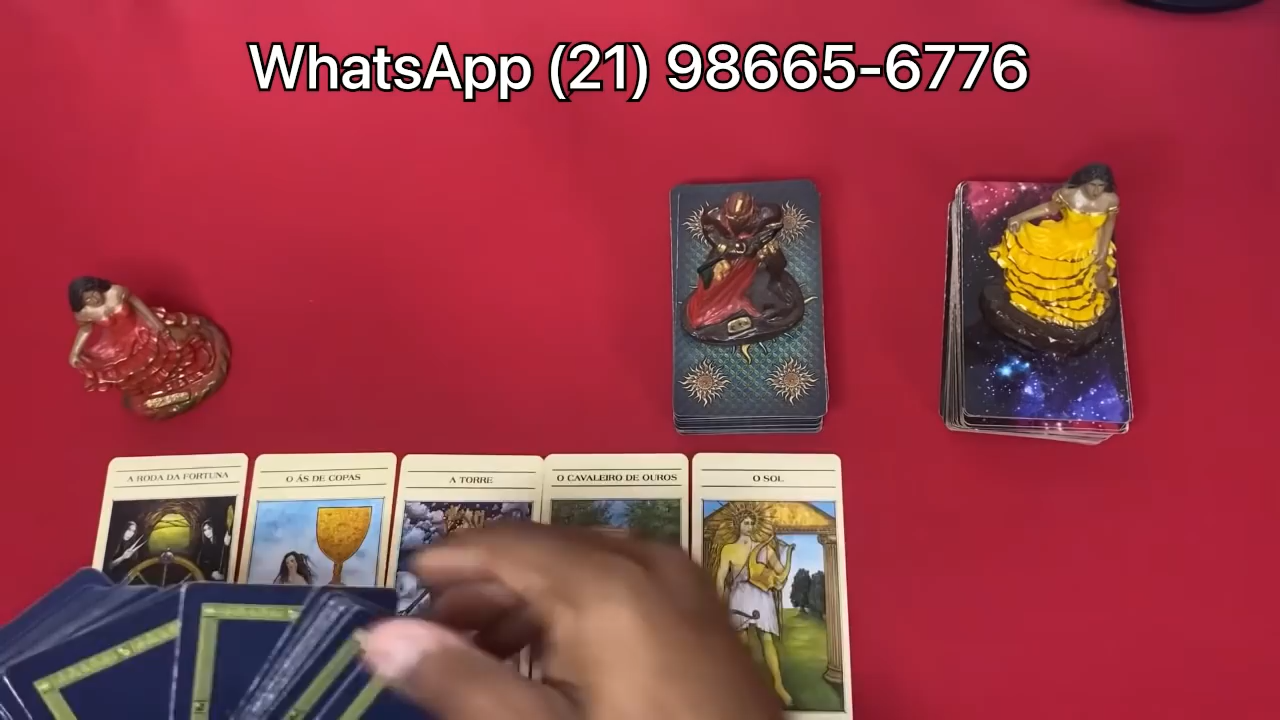 WhatsApp (21) 98665-6776
A RODA DA FORTUNA
O ÁS DE COPAS
A TORRE
O CAVALEIRO DE OUROS
O SOL